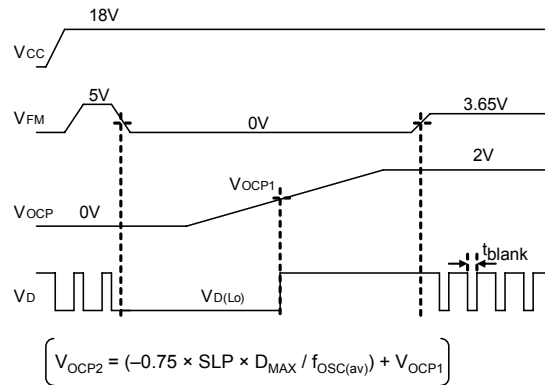 18V
VCC
5V
3.65V
VFM
0V
2V
VOCP1
VOCP
0V
tblank
VD
VD(Lo)
VOCP2 = (–0.75 × SLP × DMAX / fOSC(av)) + VOCP1